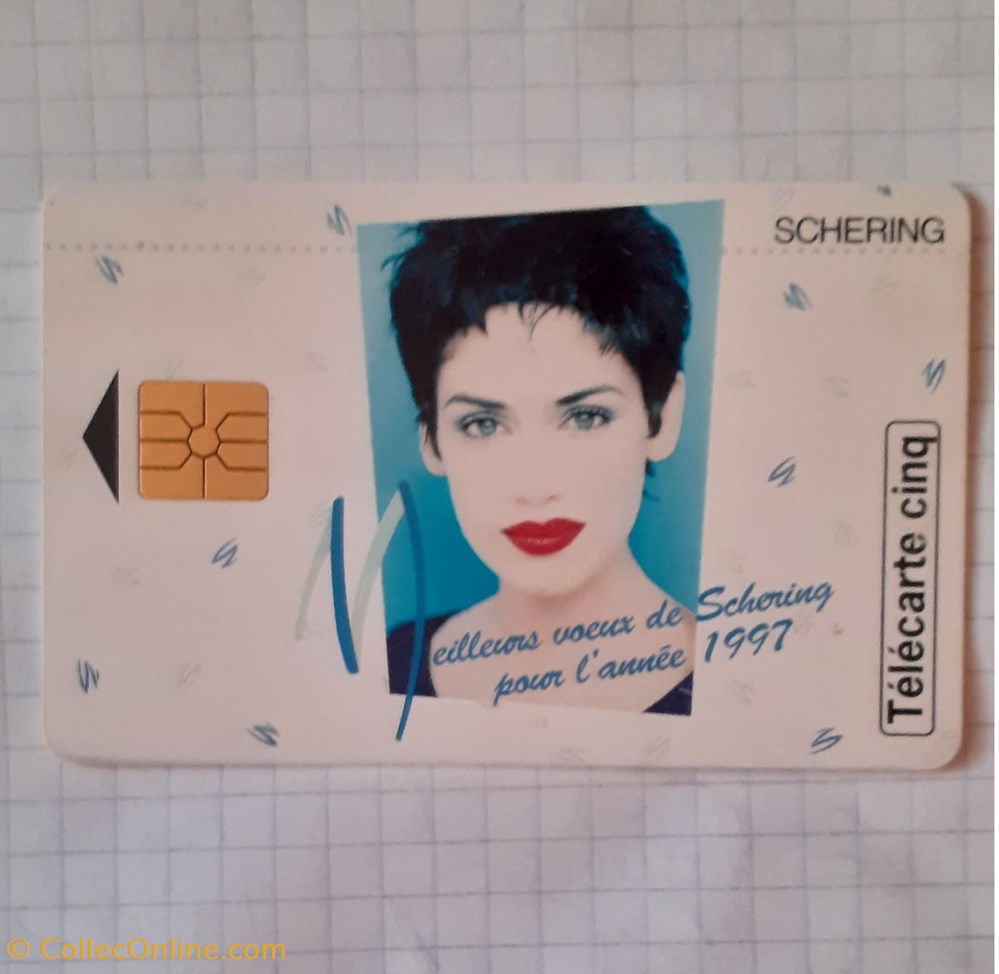 SCHERING
Meilleurs voeux de Schering
pour l'année 1997
Télécarte cinq
© CollecOnline.com